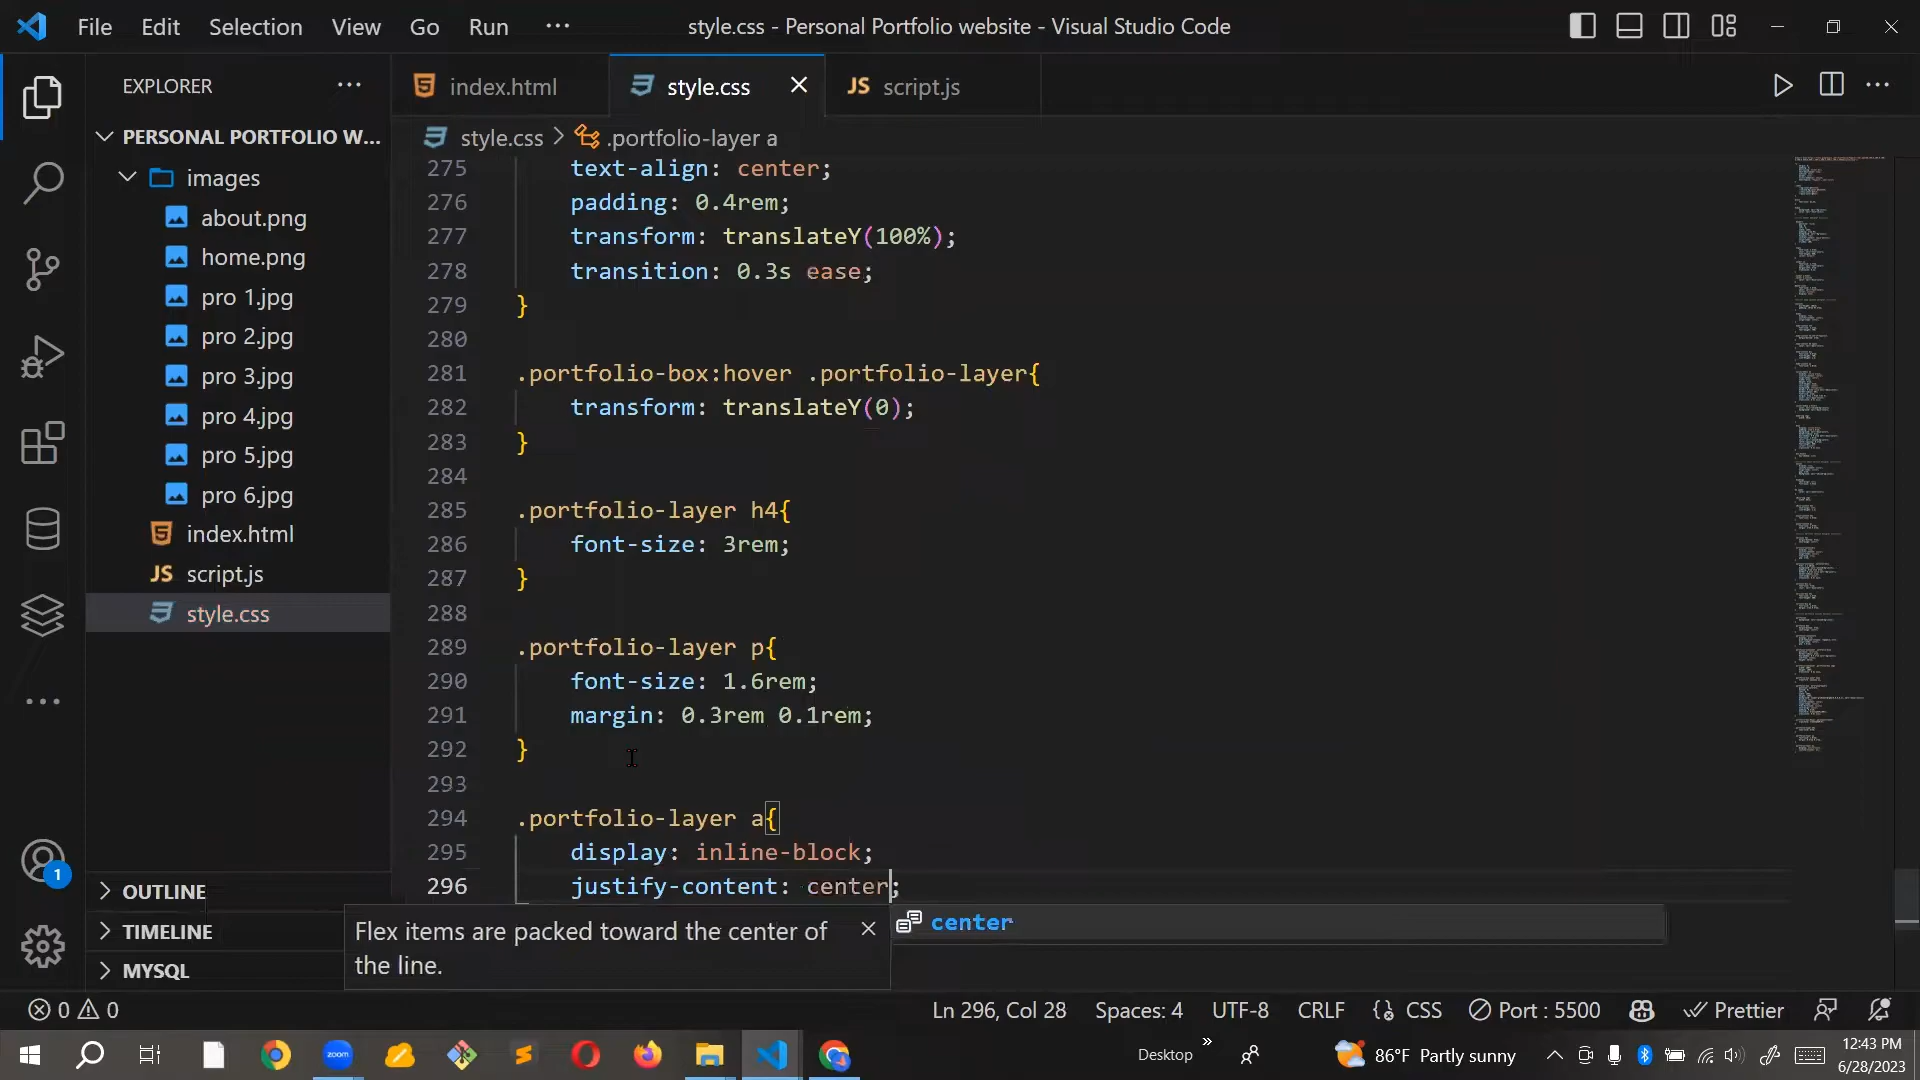 File Edit Selection View Go Run ··· style.css - Personal Portfolio website - Visual Studio Code
EXPLORER ···
PERSONAL PORTFOLIO W...
images
about.png
home.png
pro 1.jpg
pro 2.jpg
pro 3.jpg
pro 4.jpg
pro 5.jpg
pro 6.jpg
index.html
JS script.js
style.css
OUTLINE
TIMELINE
MYSQL
1
index.html style.css JS script.js
style.css > .portfolio-layer a
275 text-align: center;
276 padding: 0.4rem;
277 transform: translateY(100%);
278 transition: 0.3s ease;
279 }
280
281 .portfolio-box:hover .portfolio-layer{
282 transform: translateY(0);
283 }
284
285 .portfolio-layer h4{
286 font-size: 3rem;
287 }
288
289 .portfolio-layer p{
290 font-size: 1.6rem;
291 margin: 0.3rem 0.1rem;
292 }
293
294 .portfolio-layer a{
295 display: inline-block;
296 justify-content: center;
Flex items are packed toward the center of
the line.
center
0 0 Ln 296, Col 28 Spaces: 4 UTF-8 CRLF {} CSS Port : 5500 Prettier
zoom Desktop 86°F Partly sunny 12:43 PM
6/28/2023